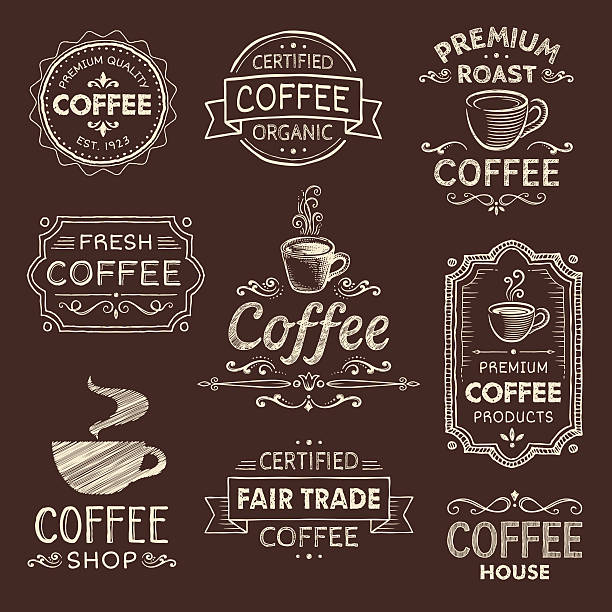 PREMIUM QUALITY
COFFEE
EST. 1923
CERTIFIED
COFFEE
ORGANIC
PREMIUM
ROAST
COFFEE
FRESH
COFFEE
Coffee
PREMIUM
COFFEE
PRODUCTS
COFFEE
SHOP
CERTIFIED
FAIR TRADE
COFFEE
COFFEE
HOUSE